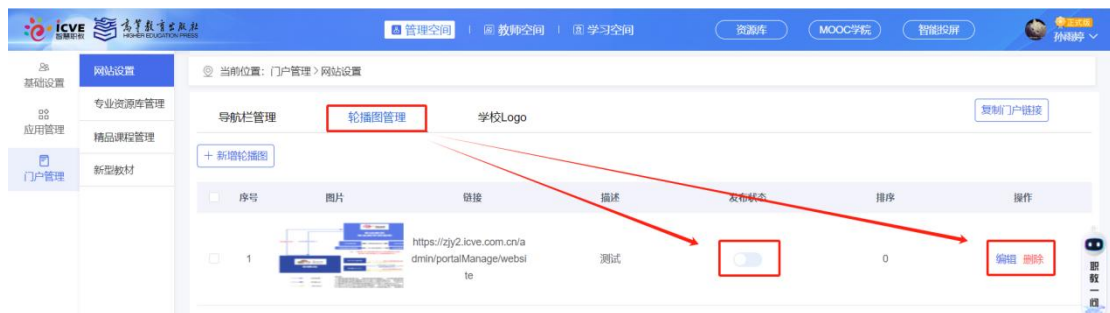 icve 智慧职教 高等教育出版社 HIGHER EDUCATION PRESS 管理空间 教师空间 学习空间 资源库 MOOC学院 智能投屏 正式版
孙雨婷
基础设置
应用管理
门户管理
网站设置
专业资源库管理
精品课程管理
新型教材
当前位置：门户管理 > 网站设置
导航栏管理 轮播图管理 学校Logo 复制门户链接
+ 新增轮播图
序号 图片 链接 描述 发布状态 排序 操作
1 https://zjy2.icve.com.cn/a
dmin/portalManage/websi
te
测试 0 编辑 删除
职教一问